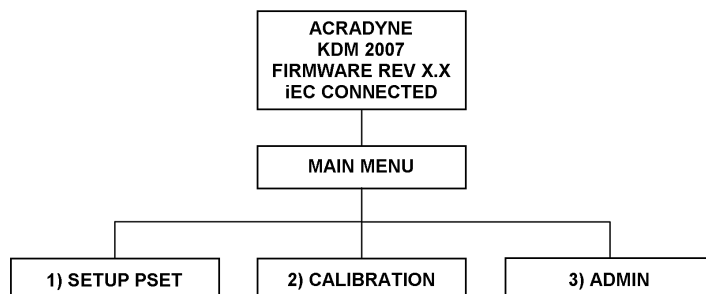 ACRADYNE
KDM 2007
FIRMWARE REV X.X
iEC CONNECTED
MAIN MENU
1) SETUP PSET
2) CALIBRATION
3) ADMIN